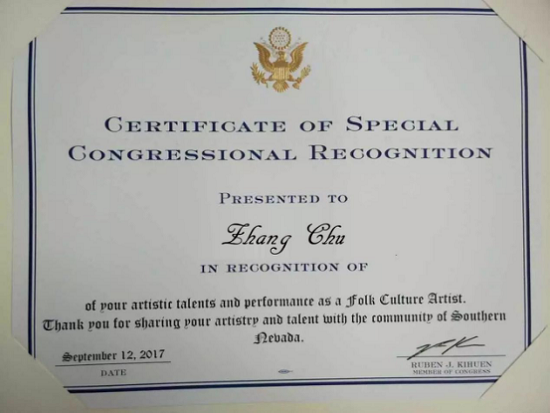 CERTIFICATE OF SPECIAL
CONGRESSIONAL RECOGNITION
PRESENTED TO
Zhang Chu
IN RECOGNITION OF
of your artistic talents and performance as a Folk Culture Artist.
Thank you for sharing your artistry and talent with the community of Southern
Nevada.
September 12, 2017
DATE
RUBEN J. KIHUEN
MEMBER OF CONGRESS